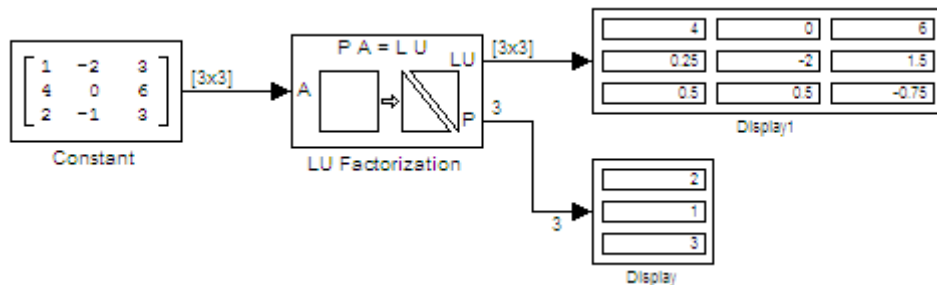 1 -2 3
4 0 6
2 -1 3
Constant
[3x3]
P A = L U
A
LU
P
LU Factorization
[3x3]
3
3
4 0 6
0.25 -2 1.5
0.5 0.5 -0.75
Display1
2
1
3
Display